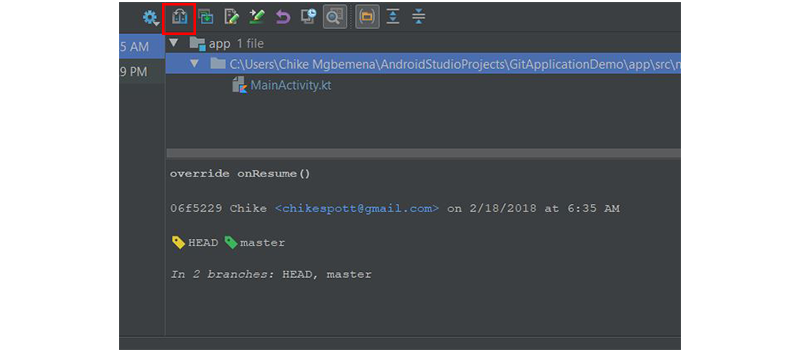 5 AM
9 PM
app 1 file
C:\Users\Chike Mgbemena\AndroidStudioProjects\GitApplicationDemo\app\src\
MainActivity.kt
override onResume()
06f5229 Chike <chikespott@gmail.com> on 2/18/2018 at 6:35 AM
HEAD master
In 2 branches: HEAD, master